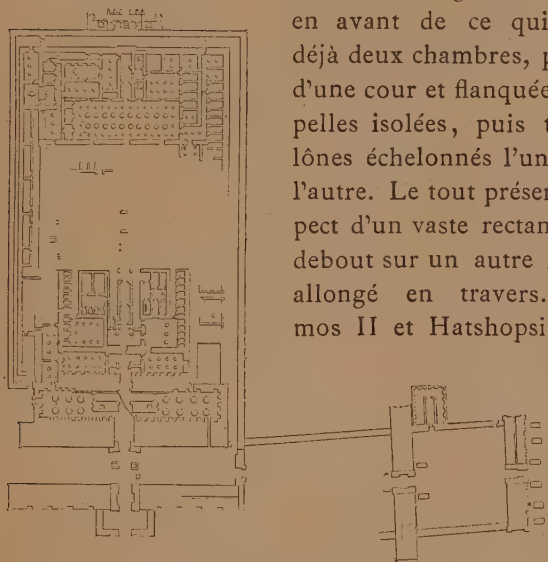 en avant de ce qui
déjà deux chambres, p
d'une cour et flanquée
pelles isolées, puis t
lônes échelonnés l'un
l'autre. Le tout présen
pect d'un vaste rectan
debout sur un autre
allongé en travers.
mos II et Hatshopsi